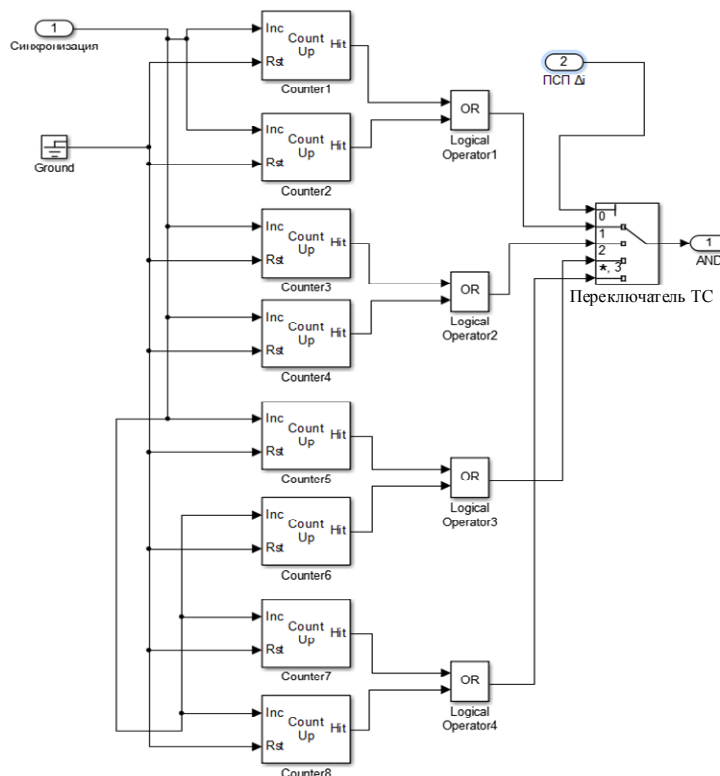 1
Синхронизация
Ground
Inc
Rst
Count
Up
Hit
Counter1
Inc
Rst
Count
Up
Hit
Counter2
Inc
Rst
Count
Up
Hit
Counter3
Inc
Rst
Count
Up
Hit
Counter4
Inc
Rst
Count
Up
Hit
Counter5
Inc
Rst
Count
Up
Hit
Counter6
Inc
Rst
Count
Up
Hit
Counter7
Inc
Rst
Count
Up
Hit
Counter8
OR
Logical
Operator1
OR
Logical
Operator2
OR
Logical
Operator3
OR
Logical
Operator4
2
ПСП Δi
0
1
2
*, 3
Переключатель ТС
1
AND